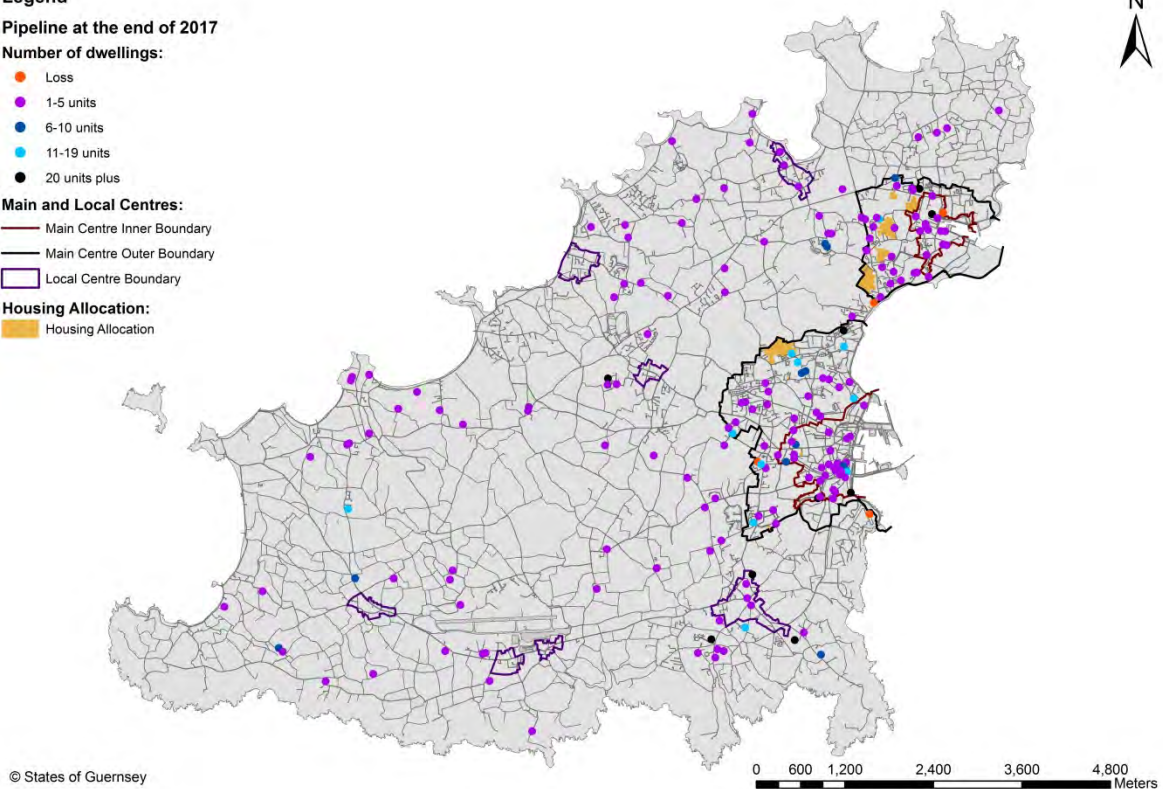 Legend
Pipeline at the end of 2017
Number of dwellings:
Loss
1-5 units
6-10 units
11-19 units
20 units plus
Main and Local Centres:
Main Centre Inner Boundary
Main Centre Outer Boundary
Local Centre Boundary
Housing Allocation:
Housing Allocation
N
© States of Guernsey
0 600 1,200 2,400 3,600 4,800
Meters